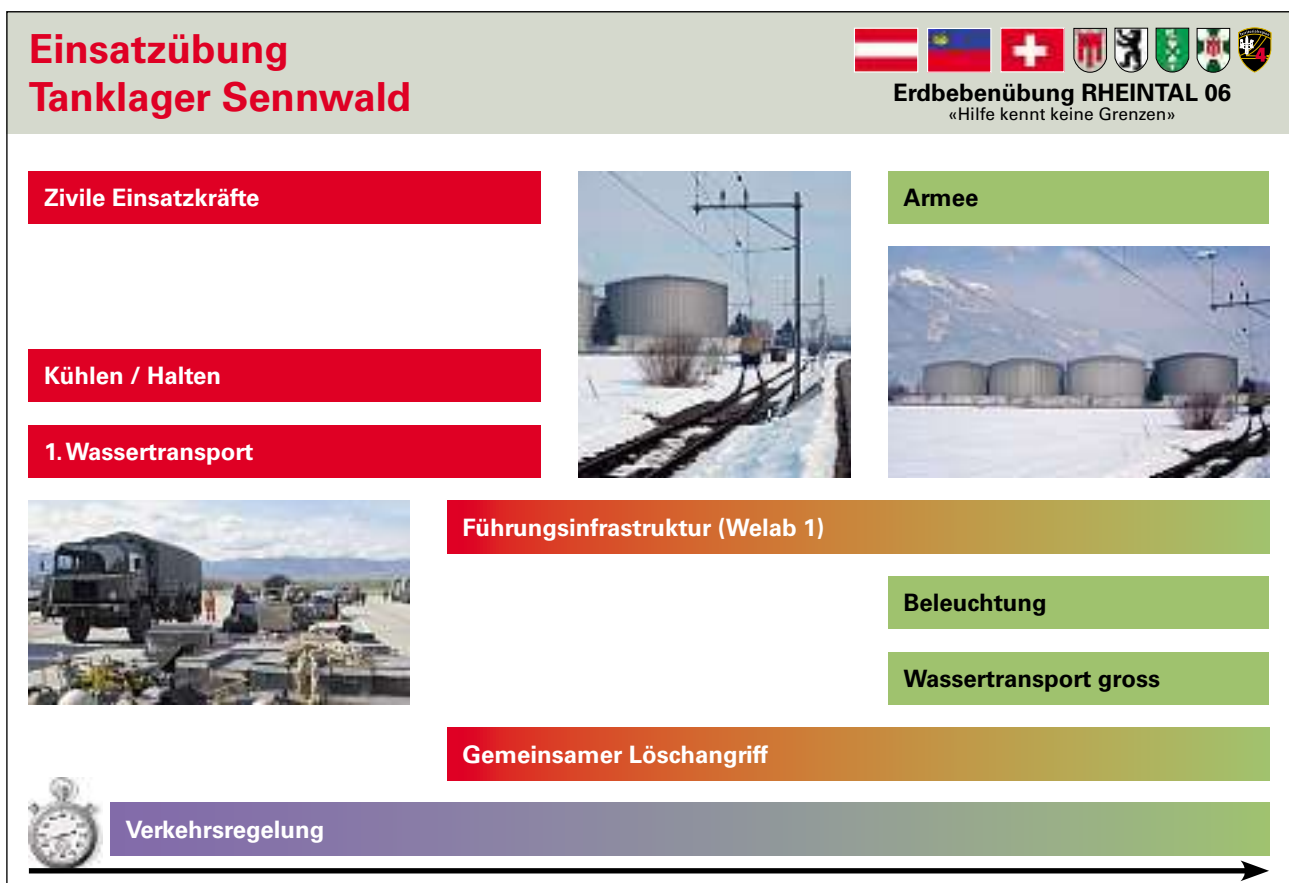 Einsatzübung
Tanklager Sennwald
Erdbebenübung RHEINTAL 06
«Hilfe kennt keine Grenzen»
Zivile Einsatzkräfte
Armee
Kühlen / Halten
1. Wassertransport
Führungsinfrastruktur (Welab 1)
Beleuchtung
Wassertransport gross
Gemeinsamer Löschangriff
Verkehrsregelung